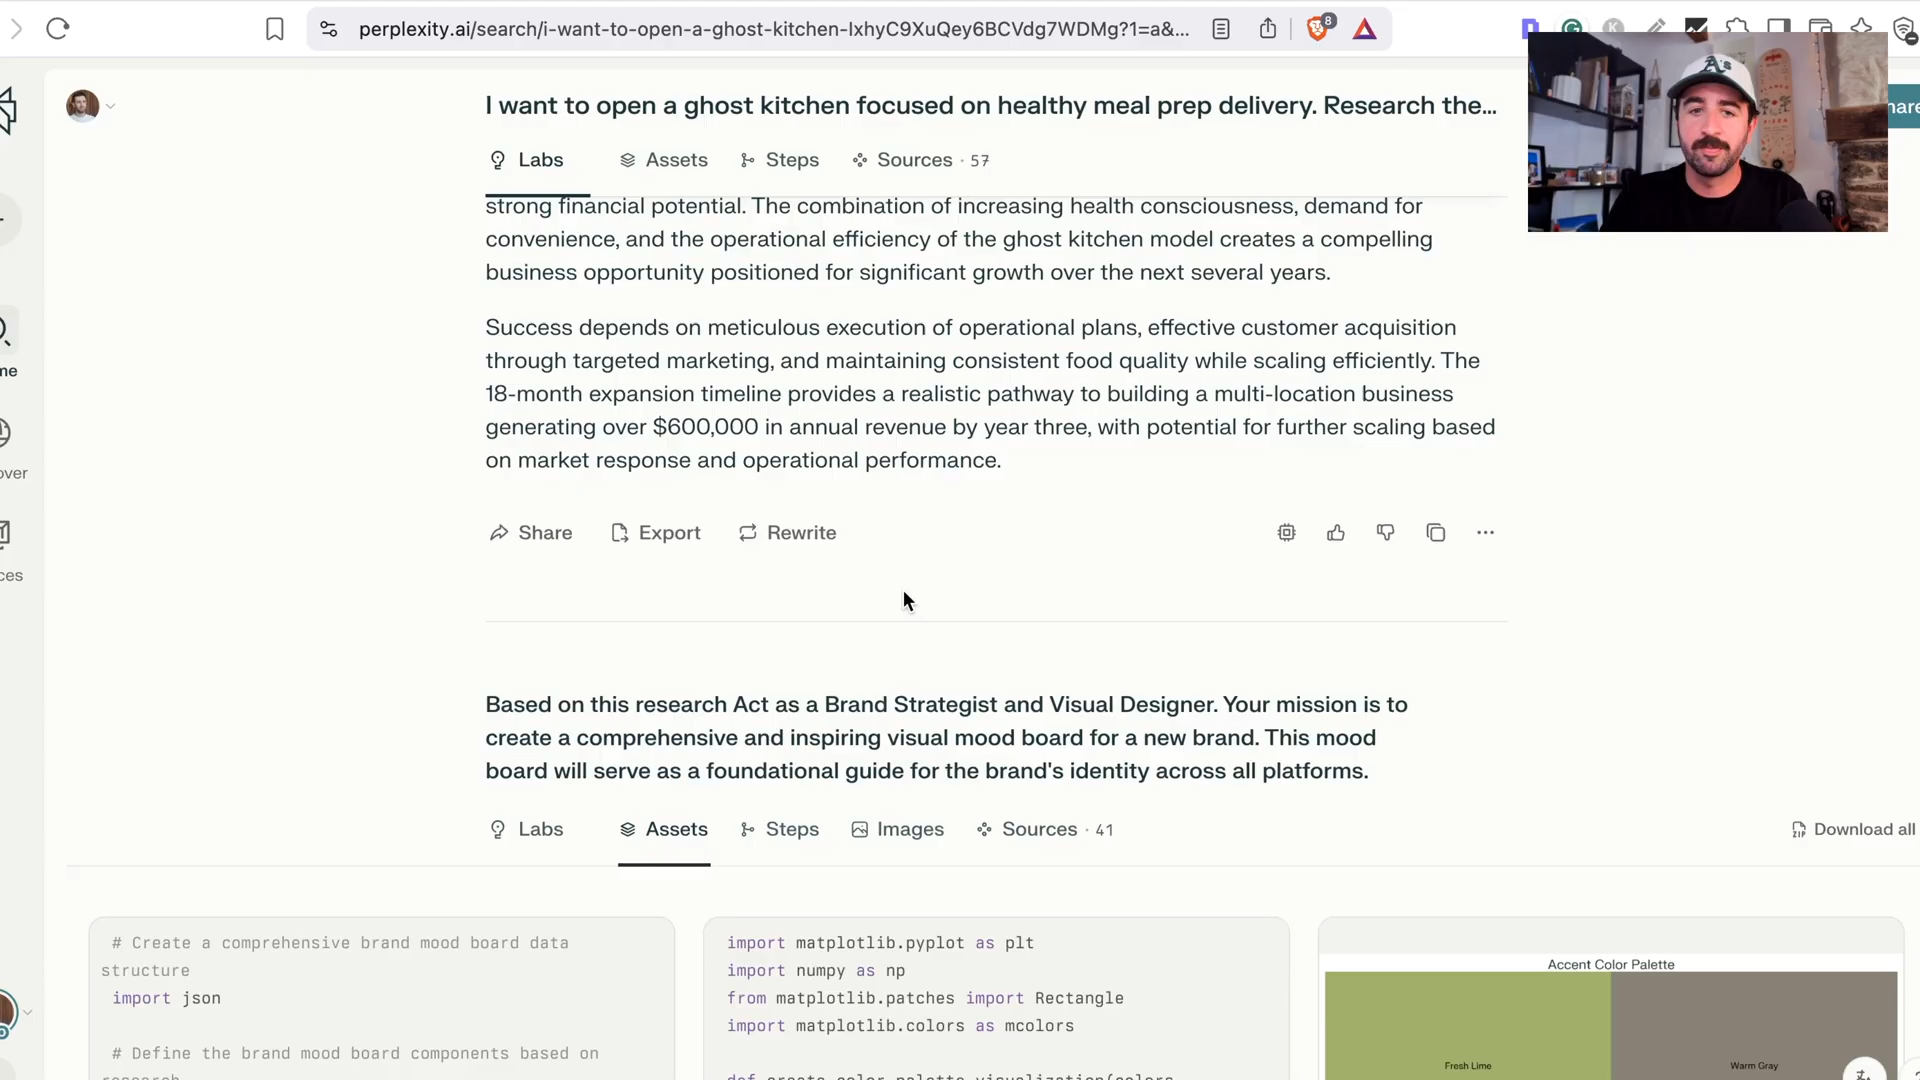 perplexity.ai/search/i-want-to-open-a-ghost-kitchen-IxhyC9XuQey6BCVdg7WDMg?1=a&...
8
I want to open a ghost kitchen focused on healthy meal prep delivery. Research the...
hare
Labs
Assets
Steps
Sources · 57
strong financial potential. The combination of increasing health consciousness, demand for
convenience, and the operational efficiency of the ghost kitchen model creates a compelling
business opportunity positioned for significant growth over the next several years.
Success depends on meticulous execution of operational plans, effective customer acquisition
through targeted marketing, and maintaining consistent food quality while scaling efficiently. The
18-month expansion timeline provides a realistic pathway to building a multi-location business
generating over $600,000 in annual revenue by year three, with potential for further scaling based
on market response and operational performance.
me
over
ces
Share
Export
Rewrite
Based on this research Act as a Brand Strategist and Visual Designer. Your mission is to
create a comprehensive and inspiring visual mood board for a new brand. This mood
board will serve as a foundational guide for the brand's identity across all platforms.
Labs
Assets
Steps
Images
Sources · 41
Download all
# Create a comprehensive brand mood board data
structure
import json
# Define the brand mood board components based on
research
import matplotlib.pyplot as plt
import numpy as np
from matplotlib.patches import Rectangle
import matplotlib.colors as mcolors
def create_color_palette_visualization(colors,
Accent Color Palette
Fresh Lime
Warm Gray
A's